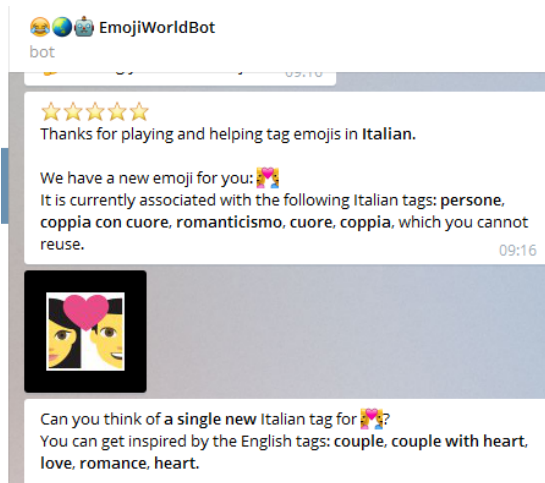 😂🌏🤖 EmojiWorldBot
bot
09:16
⭐⭐⭐⭐⭐
Thanks for playing and helping tag emojis in Italian.
We have a new emoji for you: 💑
It is currently associated with the following Italian tags: persone,
coppia con cuore, romanticismo, cuore, coppia, which you cannot
reuse.
09:16
Can you think of a single new Italian tag for 💑?
You can get inspired by the English tags: couple, couple with heart,
love, romance, heart.